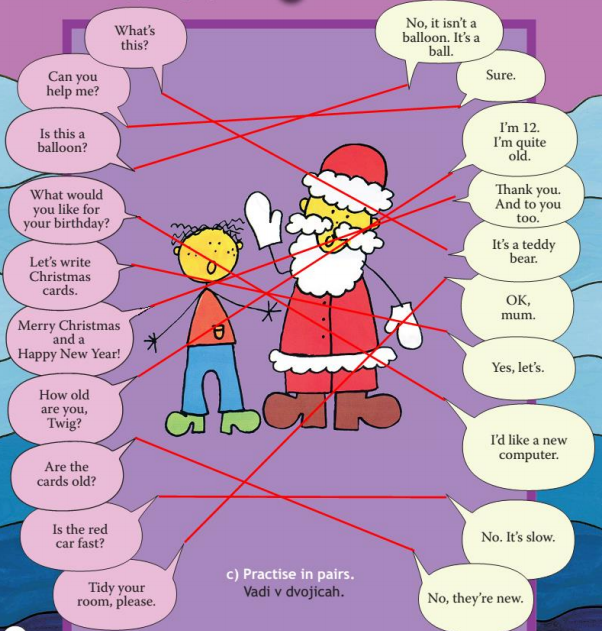 What's
this?
Can you
help me?
Is this a
balloon?
What would
you like for
your birthday?
Let's write
Christmas
cards.
Merry Christmas
and a
Happy New Year!
How old
are you,
Twig?
Are the
cards old?
Is the red
car fast?
Tidy your
room, please.
No, it isn't a
balloon. It's a
ball.
Sure.
I'm 12.
I'm quite
old.
Thank you.
And to you
too.
It's a teddy
bear.
OK,
mum.
Yes, let's.
I'd like a new
computer.
No. It's slow.
No, they're new.
c) Practise in pairs.
Vadi v dvojicah.